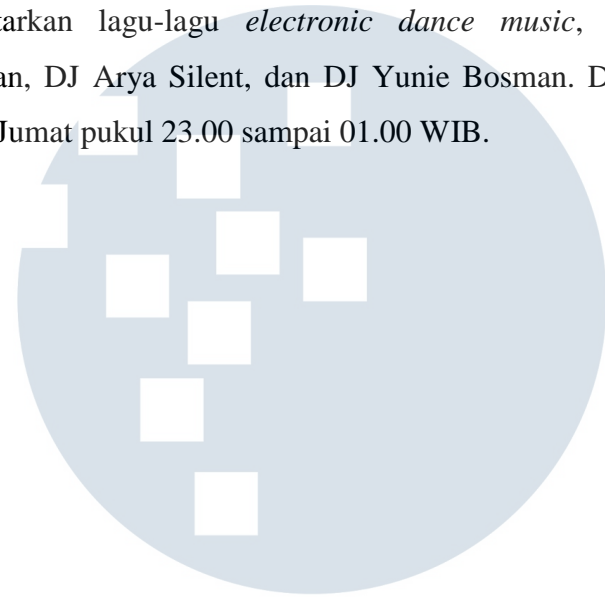 tarkan lagu-lagu electronic dance music,
an, DJ Arya Silent, dan DJ Yunie Bosman. D
Jumat pukul 23.00 sampai 01.00 WIB.